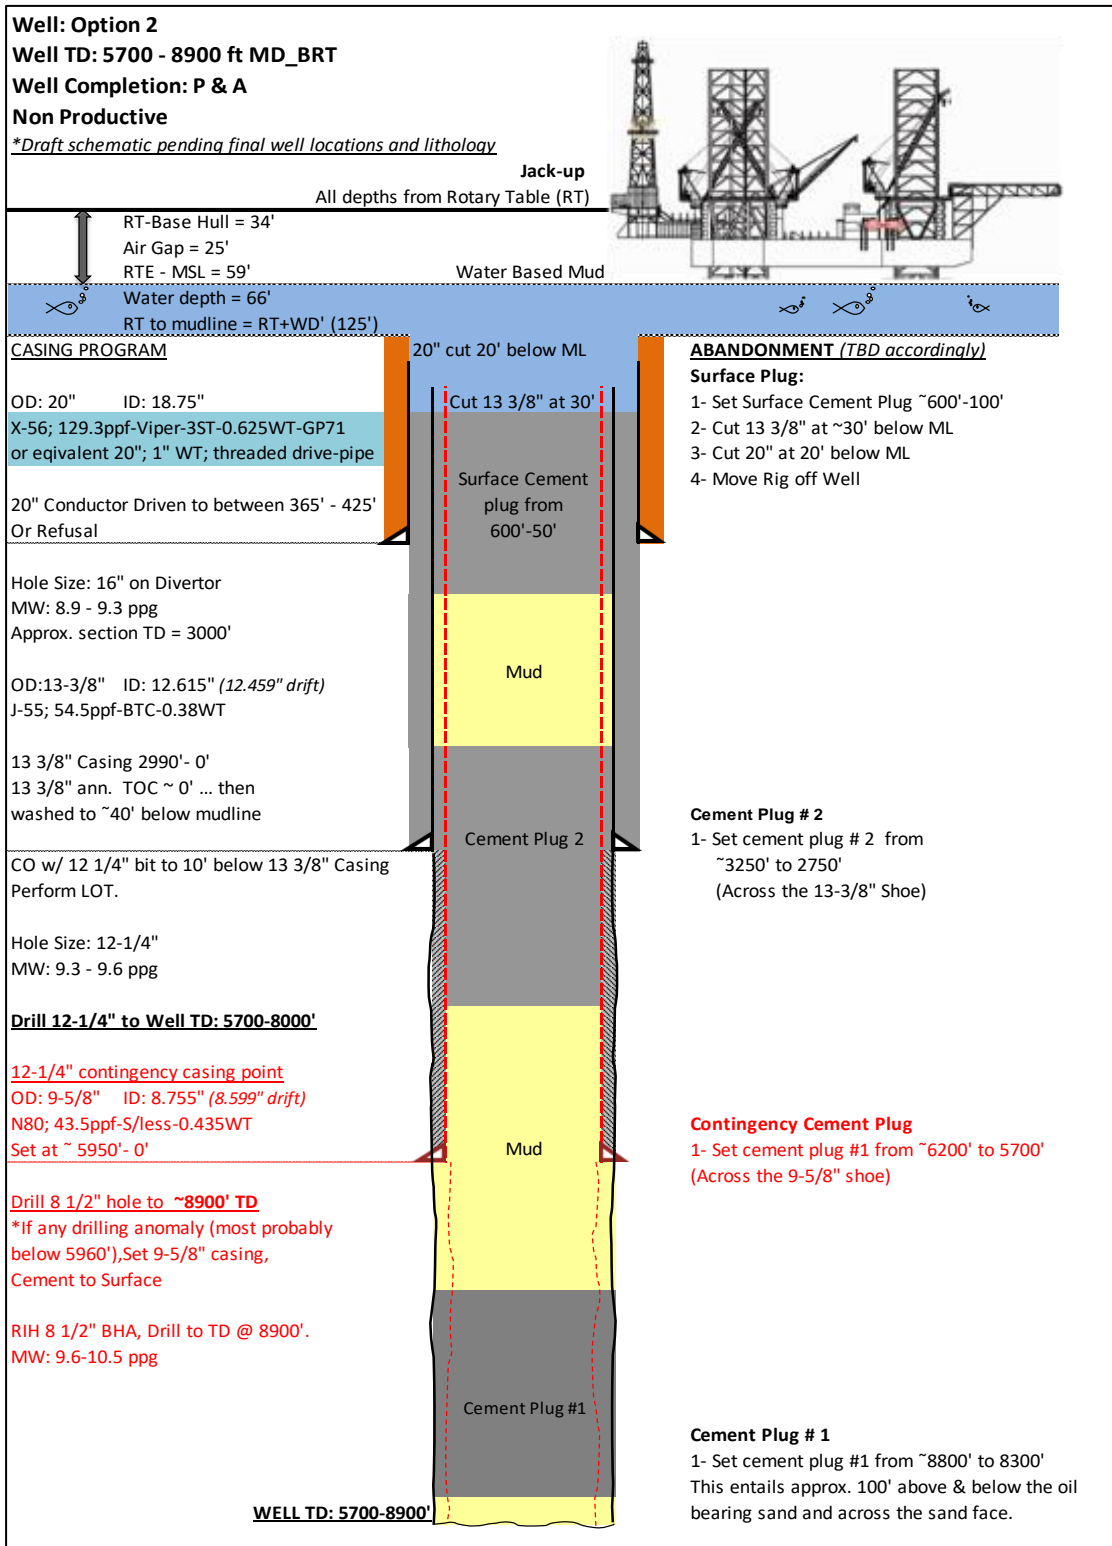 Well: Option 2
Well TD: 5700 - 8900 ft MD_BRT
Well Completion: P & A
Non Productive
*Draft schematic pending final well locations and lithology
Jack-up
All depths from Rotary Table (RT)
RT-Base Hull = 34'
Air Gap = 25'
RTE - MSL = 59'
Water Based Mud
Water depth = 66'
RT to mudline = RT+WD' (125')
CASING PROGRAM
OD: 20" ID: 18.75"
X-56; 129.3ppf-Viper-3ST-0.625WT-GP71
or eqivalent 20"; 1" WT; threaded drive-pipe
20" Conductor Driven to between 365' - 425'
Or Refusal
Hole Size: 16" on Divertor
MW: 8.9 - 9.3 ppg
Approx. section TD = 3000'
OD:13-3/8" ID: 12.615" (12.459" drift)
J-55; 54.5ppf-BTC-0.38WT
13 3/8" Casing 2990'- 0'
13 3/8" ann. TOC ~ 0' ... then
washed to ~40' below mudline
CO w/ 12 1/4" bit to 10' below 13 3/8" Casing
Perform LOT.
Hole Size: 12-1/4"
MW: 9.3 - 9.6 ppg
Drill 12-1/4" to Well TD: 5700-8000'
12-1/4" contingency casing point
OD: 9-5/8" ID: 8.755" (8.599" drift)
N80; 43.5ppf-S/less-0.435WT
Set at ~ 5950'- 0'
Drill 8 1/2" hole to ~8900' TD
*If any drilling anomaly (most probably
below 5960'),Set 9-5/8" casing,
Cement to Surface
RIH 8 1/2" BHA, Drill to TD @ 8900'.
MW: 9.6-10.5 ppg
WELL TD: 5700-8900'
20" cut 20' below ML
Cut 13 3/8" at 30'
Surface Cement
plug from
600'-50'
Mud
Cement Plug 2
Mud
Cement Plug #1
ABANDONMENT (TBD accordingly)
Surface Plug:
1- Set Surface Cement Plug ~600'-100'
2- Cut 13 3/8" at ~30' below ML
3- Cut 20" at 20' below ML
4- Move Rig off Well
Cement Plug # 2
1- Set cement plug # 2 from
~3250' to 2750'
(Across the 13-3/8" Shoe)
Contingency Cement Plug
1- Set cement plug #1 from ~6200' to 5700'
(Across the 9-5/8" shoe)
Cement Plug # 1
1- Set cement plug #1 from ~8800' to 8300'
This entails approx. 100' above & below the oil
bearing sand and across the sand face.